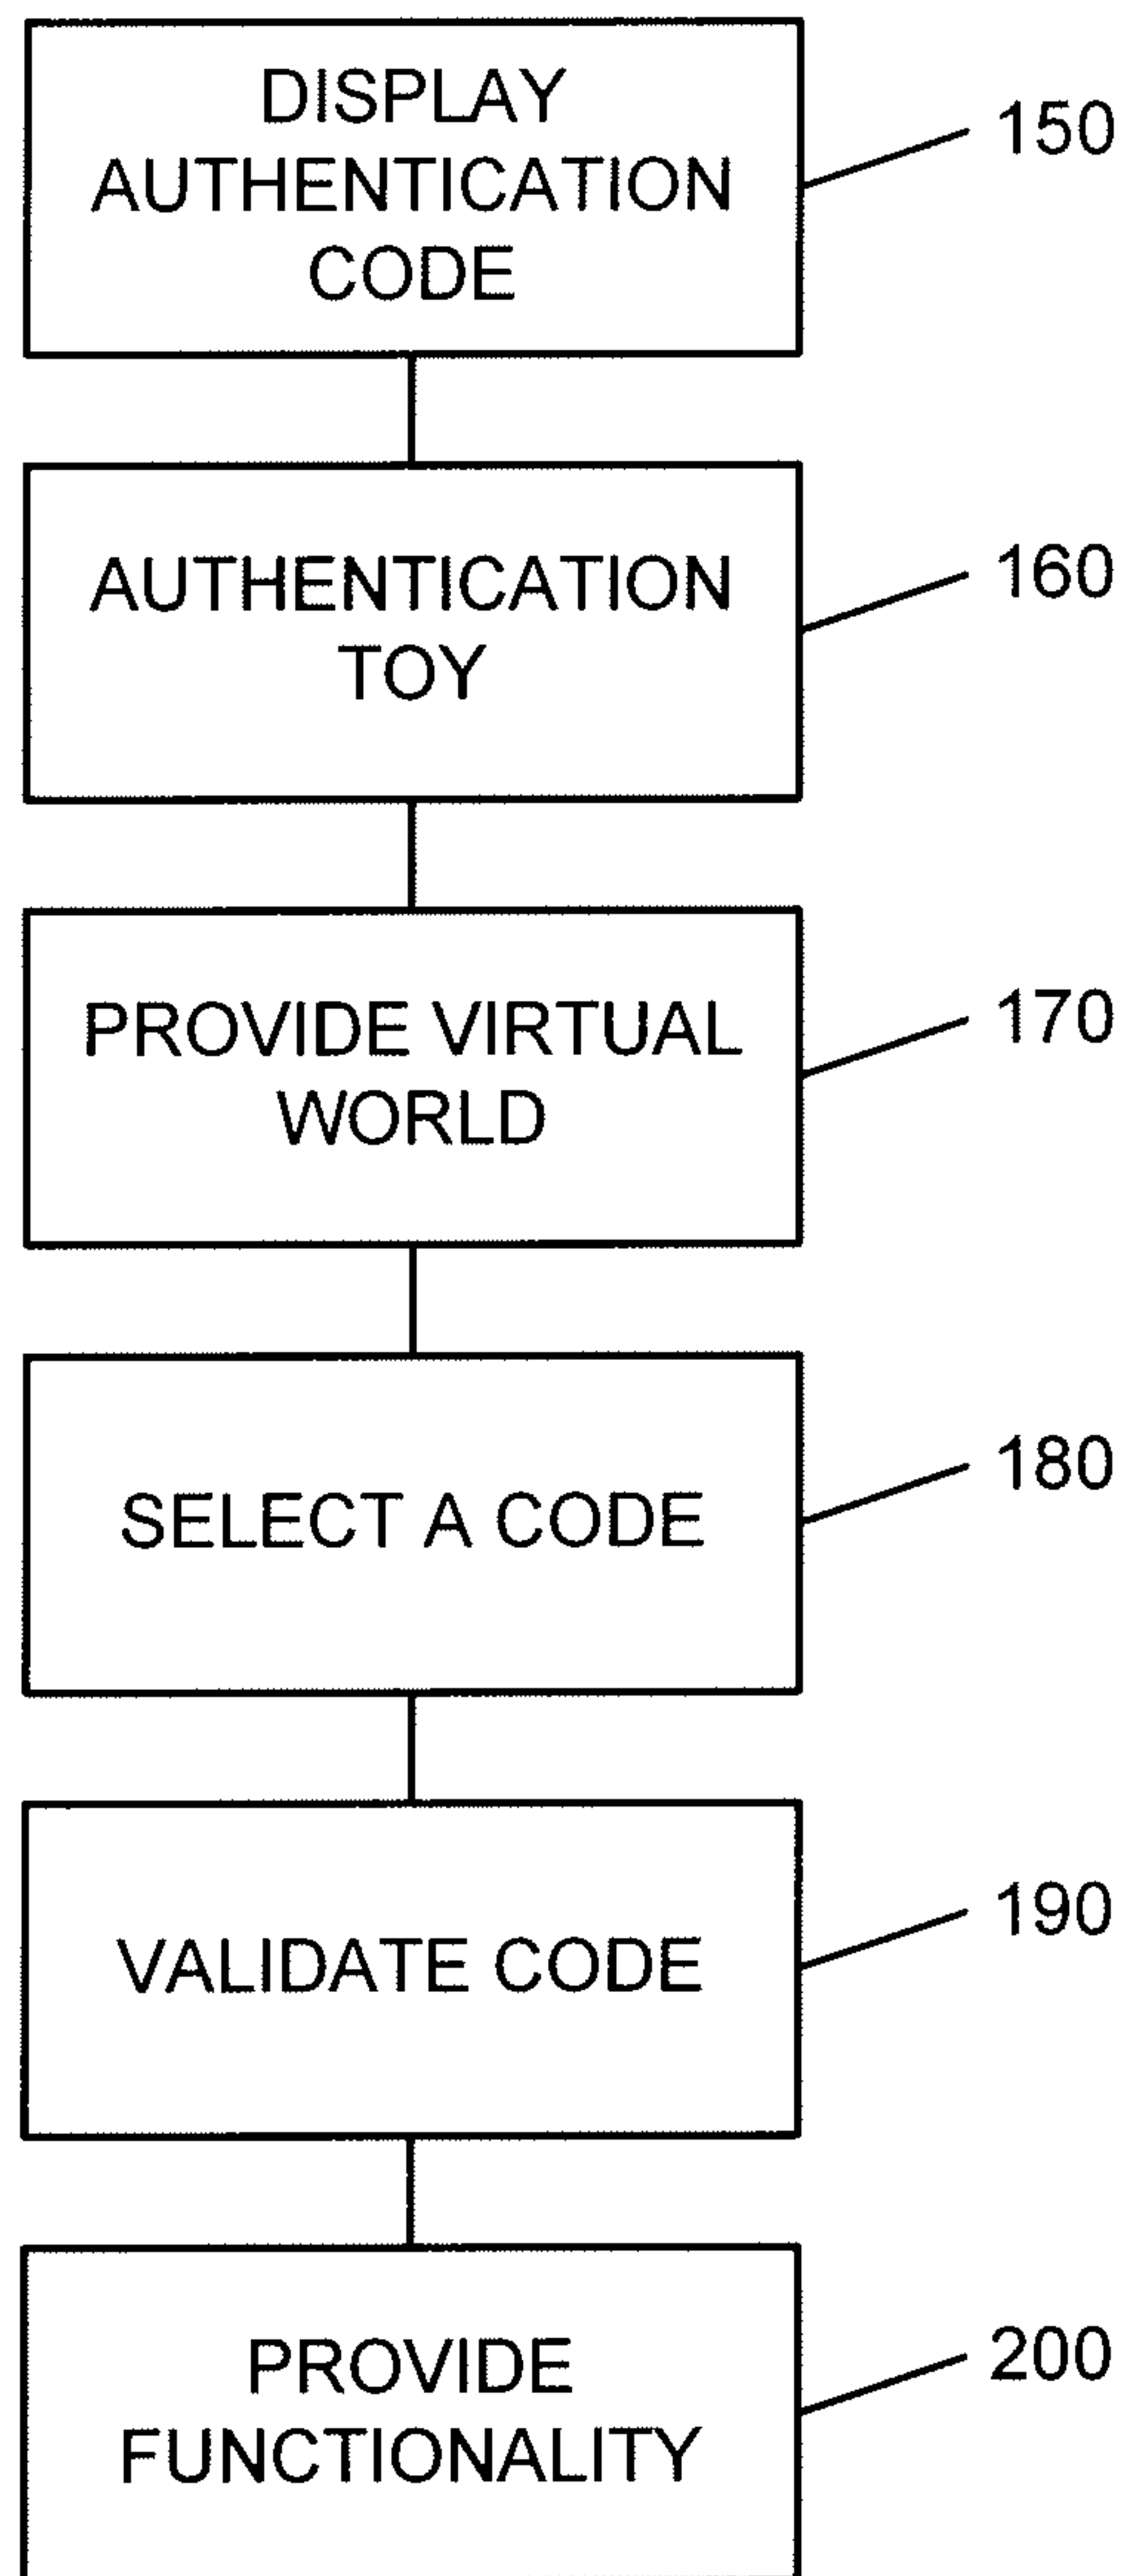 DISPLAY
AUTHENTICATION
CODE
150
AUTHENTICATION
TOY
160
PROVIDE VIRTUAL
WORLD
170
SELECT A CODE
180
VALIDATE CODE
190
PROVIDE
FUNCTIONALITY
200